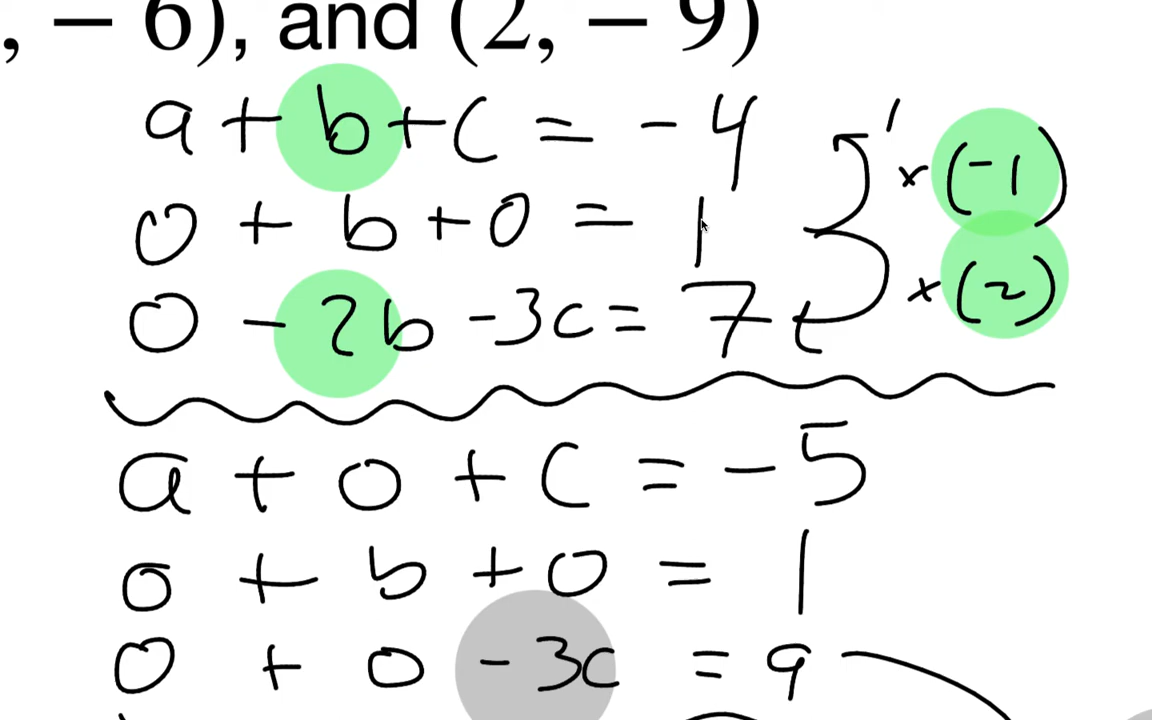 , − 6), and (2, − 9)
a + b + c = - 4
× (-1)
0 + b + 0 = 1
× (2)
0 - 2b - 3c = 7
a + 0 + c = - 5
0 + b + 0 = 1
0 + 0 - 3c = 9